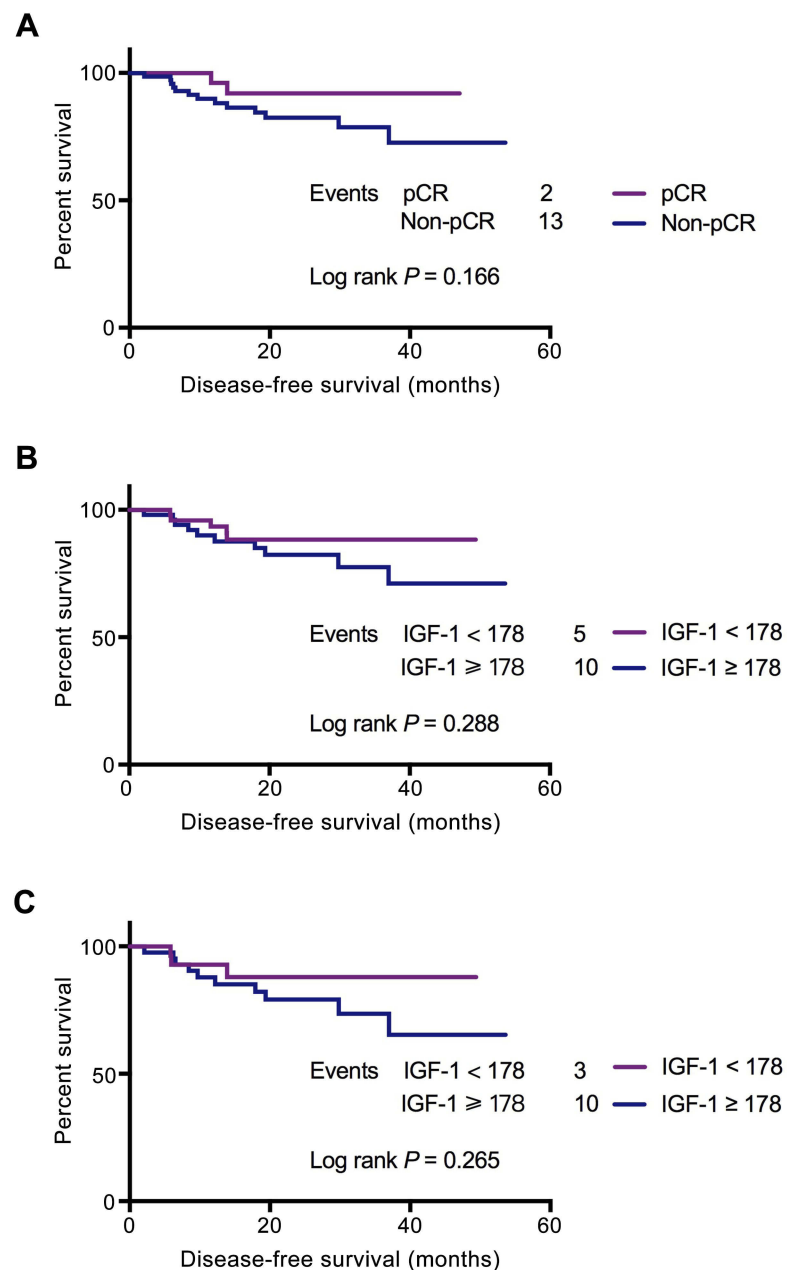 A
Percent survival
100
50
0
Events pCR 2
Non-pCR 13
pCR
Non-pCR
Log rank P = 0.166
0 20 40 60
Disease-free survival (months)
B
Percent survival
100
50
0
Events IGF-1 < 178 5
IGF-1 ⩾ 178 10
IGF-1 < 178
IGF-1 ≥ 178
Log rank P = 0.288
0 20 40 60
Disease-free survival (months)
C
Percent survival
100
50
0
Events IGF-1 < 178 3
IGF-1 ⩾ 178 10
IGF-1 < 178
IGF-1 ≥ 178
Log rank P = 0.265
0 20 40 60
Disease-free survival (months)